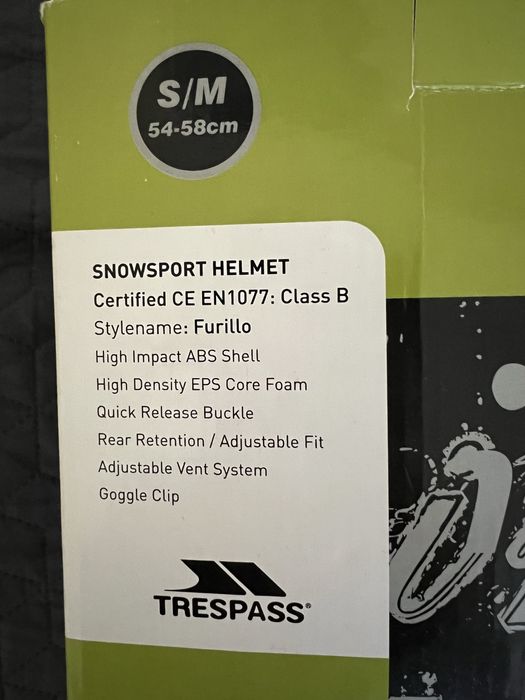 S/M
54-58cm
SNOWSPORT HELMET
Certified CE EN1077: Class B
Stylename: Furillo
High Impact ABS Shell
High Density EPS Core Foam
Quick Release Buckle
Rear Retention / Adjustable Fit
Adjustable Vent System
Goggle Clip
TRESPASS®